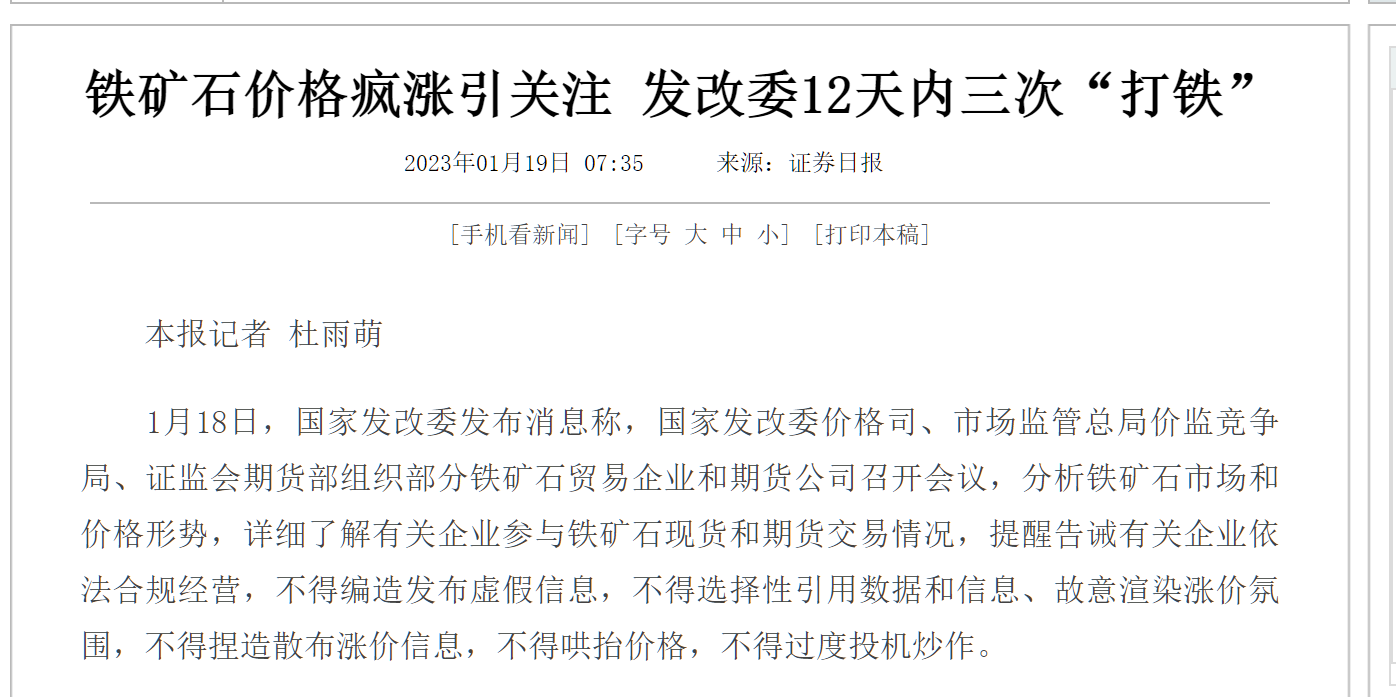 铁矿石价格疯涨引关注 发改委12天内三次“打铁”
2023年01月19日 07:35 来源：证券日报
[手机看新闻] [字号 大 中 小] [打印本稿]
本报记者 杜雨萌
1月18日，国家发改委发布消息称，国家发改委价格司、市场监管总局价监竞争
局、证监会期货部组织部分铁矿石贸易企业和期货公司召开会议，分析铁矿石市场和
价格形势，详细了解有关企业参与铁矿石现货和期货交易情况，提醒告诫有关企业依
法合规经营，不得编造发布虚假信息，不得选择性引用数据和信息、故意渲染涨价氛
围，不得捏造散布涨价信息，不得哄抬价格，不得过度投机炒作。